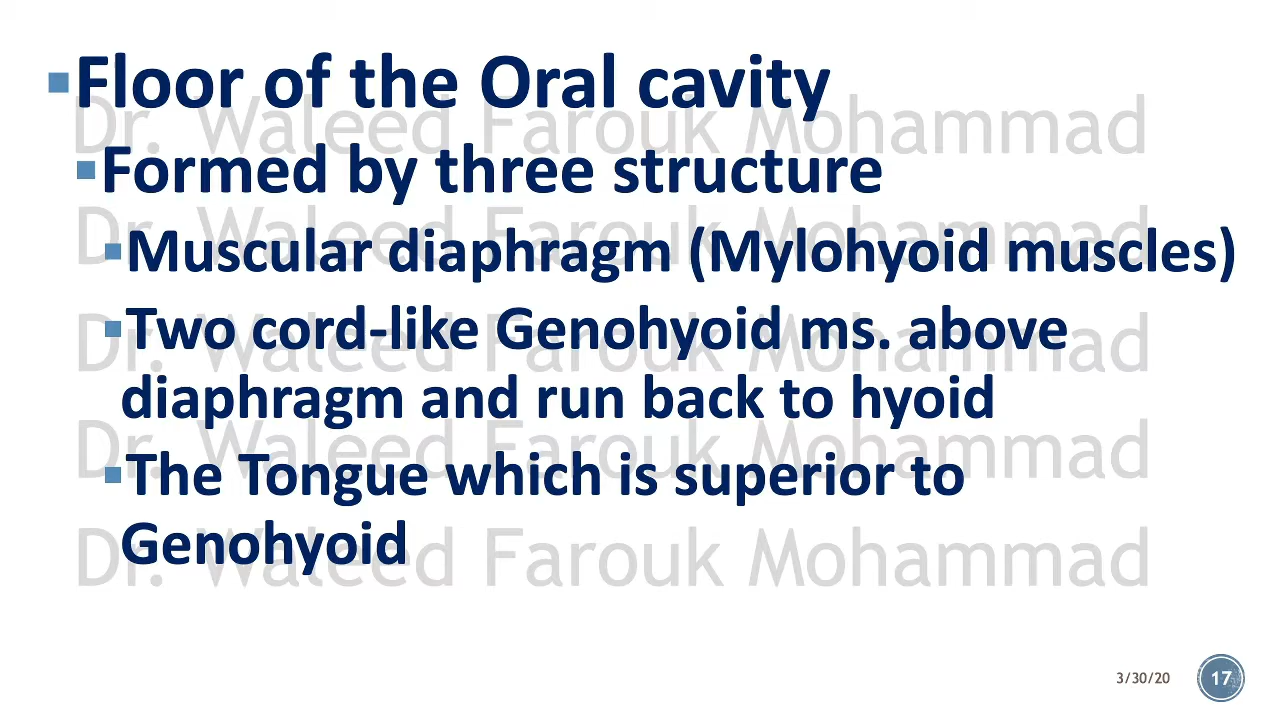 ▪Floor of the Oral cavity
Dr. Waleed Farouk Mohammad
▪Formed by three structure
Dr. Waleed Farouk Mohammad
▪Muscular diaphragm (Mylohyoid muscles)
▪Two cord-like Genohyoid ms. above
Dr. Waleed Farouk Mohammad
diaphragm and run back to hyoid
Dr. Waleed Farouk Mohammad
▪The Tongue which is superior to
Genohyoid
Dr. Waleed Farouk Mohammad
3/30/20
17